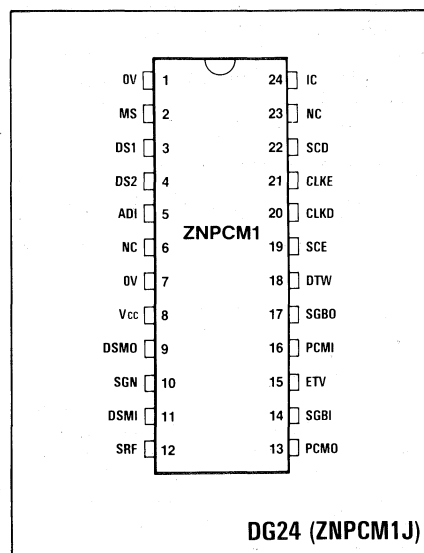 0V 1 24 IC
MS 2 23 NC
DS1 3 22 SCD
DS2 4 21 CLKE
ADI 5 20 CLKD
ZNPCM1
NC 6 19 SCE
0V 7 18 DTW
Vcc 8 17 SGBO
DSMO 9 16 PCMI
SGN 10 15 ETV
DSMI 11 14 SGBI
SRF 12 13 PCMO
DG24 (ZNPCM1J)